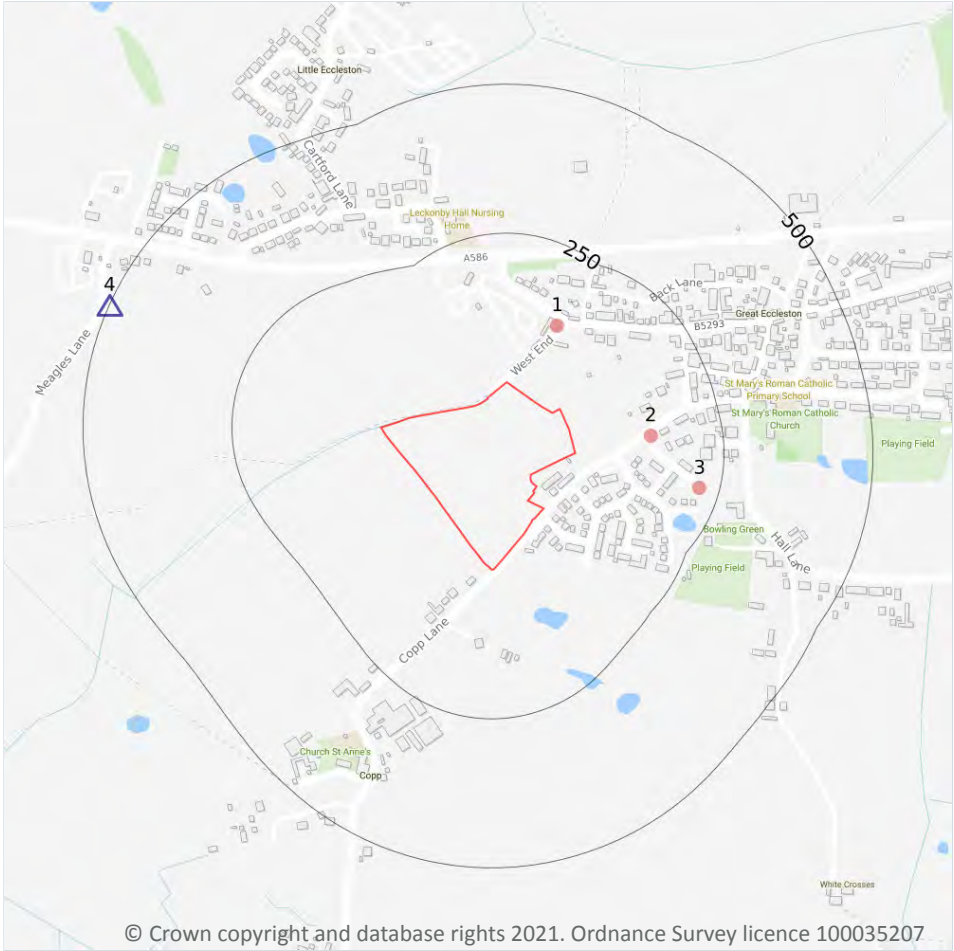 Little Eccleston
Cartford Lane
Leckonby Hall Nursing
Home
500
250
A586
4
1
Back Lane
B5293
Great Eccleston
Meagles Lane
West End
St Mary's Roman Catholic
Primary School
St Mary's Roman Catholic
Church
2
Playing Field
3
Bowling Green
Hall Lane
Playing Field
Copp Lane
Church St Anne's
Copp
White Crosses
© Crown copyright and database rights 2021. Ordnance Survey licence 100035207